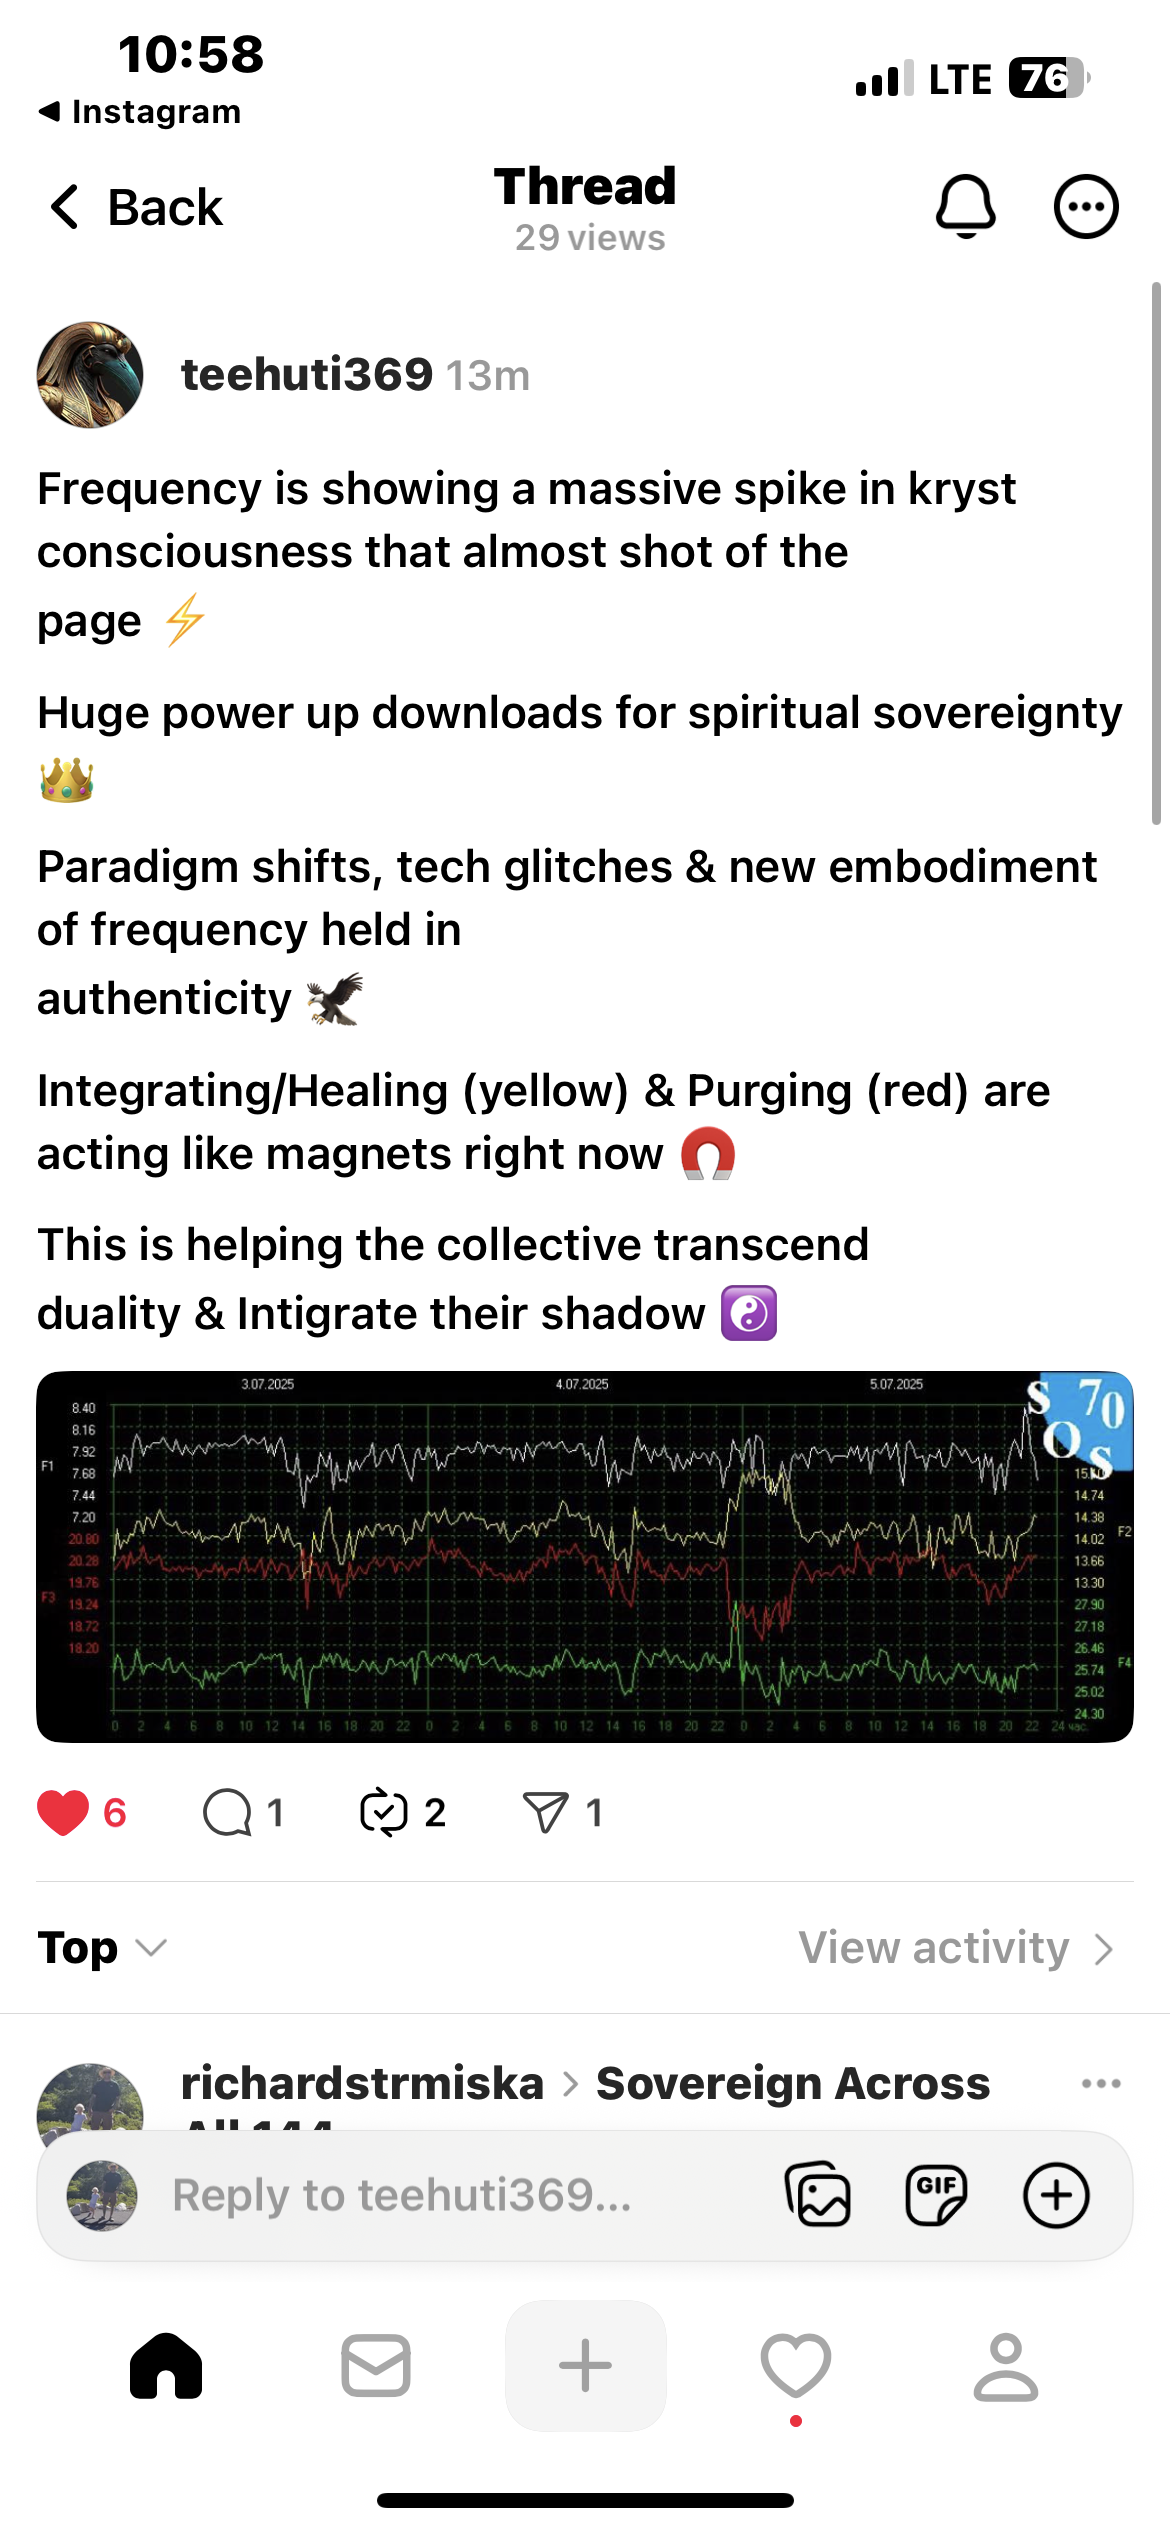 10:58
LTE 76
◀ Instagram
Back
Thread
29 views
teehuti369 13m
Frequency is showing a massive spike in kryst
consciousness that almost shot of the
page ⚡
Huge power up downloads for spiritual sovereignty
👑
Paradigm shifts, tech glitches & new embodiment
of frequency held in
authenticity 🦅
Integrating/Healing (yellow) & Purging (red) are
acting like magnets right now 🧲
This is helping the collective transcend
duality & Intigrate their shadow ☯️
3.07.2025 4.07.2025 5.07.2025
S 70
O S
F1
8.40
8.16
7.92
7.68
7.44
7.20
F3
20.80
20.28
19.76
19.24
18.72
18.20
14.74
14.38
14.02
13.66
13.30
F2
27.90
27.18
26.46
25.74
25.02
24.30
F4
0 2 4 6 8 10 12 14 16 18 20 22 0 2 4 6 8 10 12 14 16 18 20 22 0 2 4 6 8 10 12 14 16 18 20 22 24 час.
6 1 2 1
Top
View activity
richardstrmiska > Sovereign Across
All 144
Reply to teehuti369...
GIF